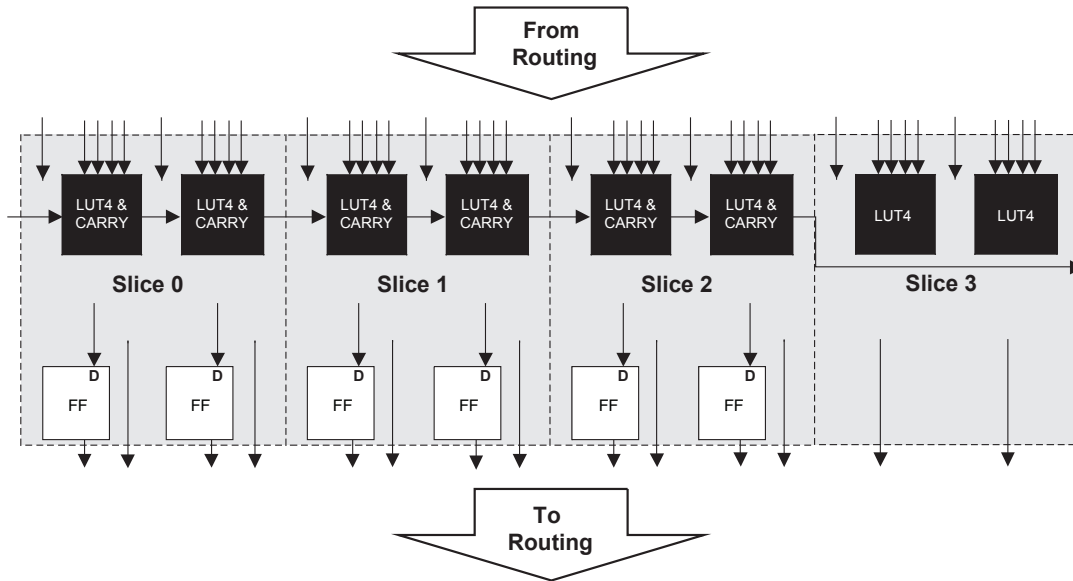 From
Routing
LUT4 &
CARRY
LUT4 &
CARRY
LUT4 &
CARRY
LUT4 &
CARRY
LUT4 &
CARRY
LUT4 &
CARRY
LUT4
LUT4
Slice 0
Slice 1
Slice 2
Slice 3
D
FF
D
FF
D
FF
D
FF
D
FF
D
FF
To
Routing